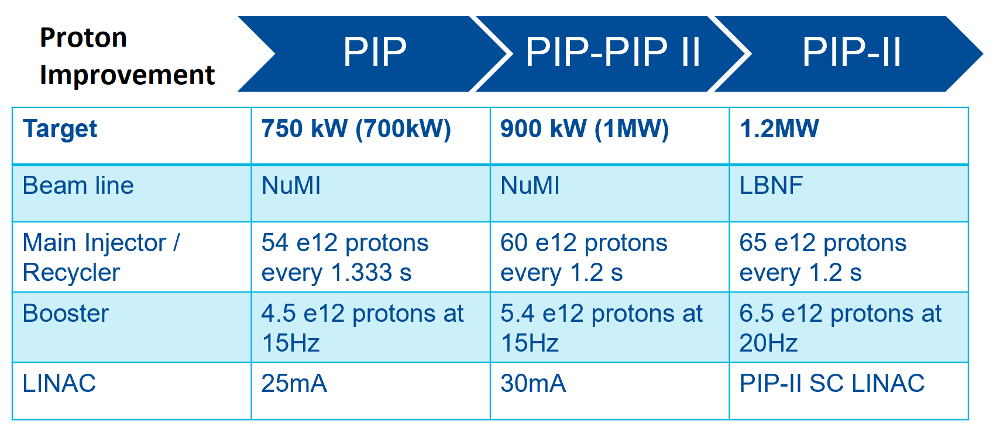 Proton
Improvement
PIP
PIP-PIP II
PIP-II
Target
750 kW (700kW)
900 kW (1MW)
1.2MW
Beam line
NuMI
NuMI
LBNF
Main Injector /
Recycler
54 e12 protons
every 1.333 s
60 e12 protons
every 1.2 s
65 e12 protons
every 1.2 s
Booster
4.5 e12 protons at
15Hz
5.4 e12 protons at
15Hz
6.5 e12 protons at
20Hz
LINAC
25mA
30mA
PIP-II SC LINAC